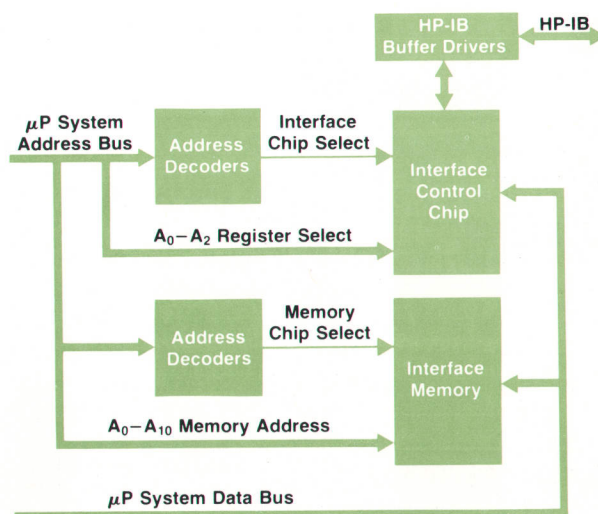 HP-IB
Buffer Drivers
HP-IB
μP System
Address Bus
Address
Decoders
Interface
Chip Select
Interface
Control
Chip
A₀–A₂ Register Select
Address
Decoders
Memory
Chip Select
Interface
Memory
A₀–A₁₀ Memory Address
μP System Data Bus